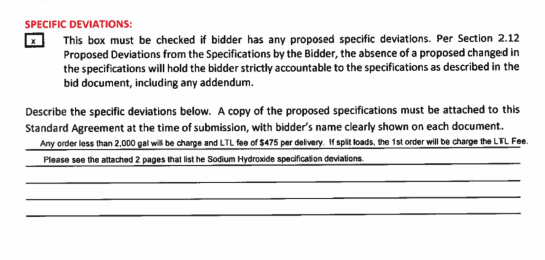 SPECIFIC DEVIATIONS:
x This box must be checked if bidder has any proposed specific deviations. Per Section 2.12
Proposed Deviations from the Specifications by the Bidder, the absence of a proposed changed in
the specifications will hold the bidder strictly accountable to the specifications as described in the
bid document, including any addendum.
Describe the specific deviations below. A copy of the proposed specifications must be attached to this
Standard Agreement at the time of submission, with bidder's name clearly shown on each document.
Any order less than 2,000 gal will be charge and LTL fee of $475 per delivery. If split loads, the 1st order will be charge the LTL Fee.
Please see the attached 2 pages that list he Sodium Hydroxide specification deviations.